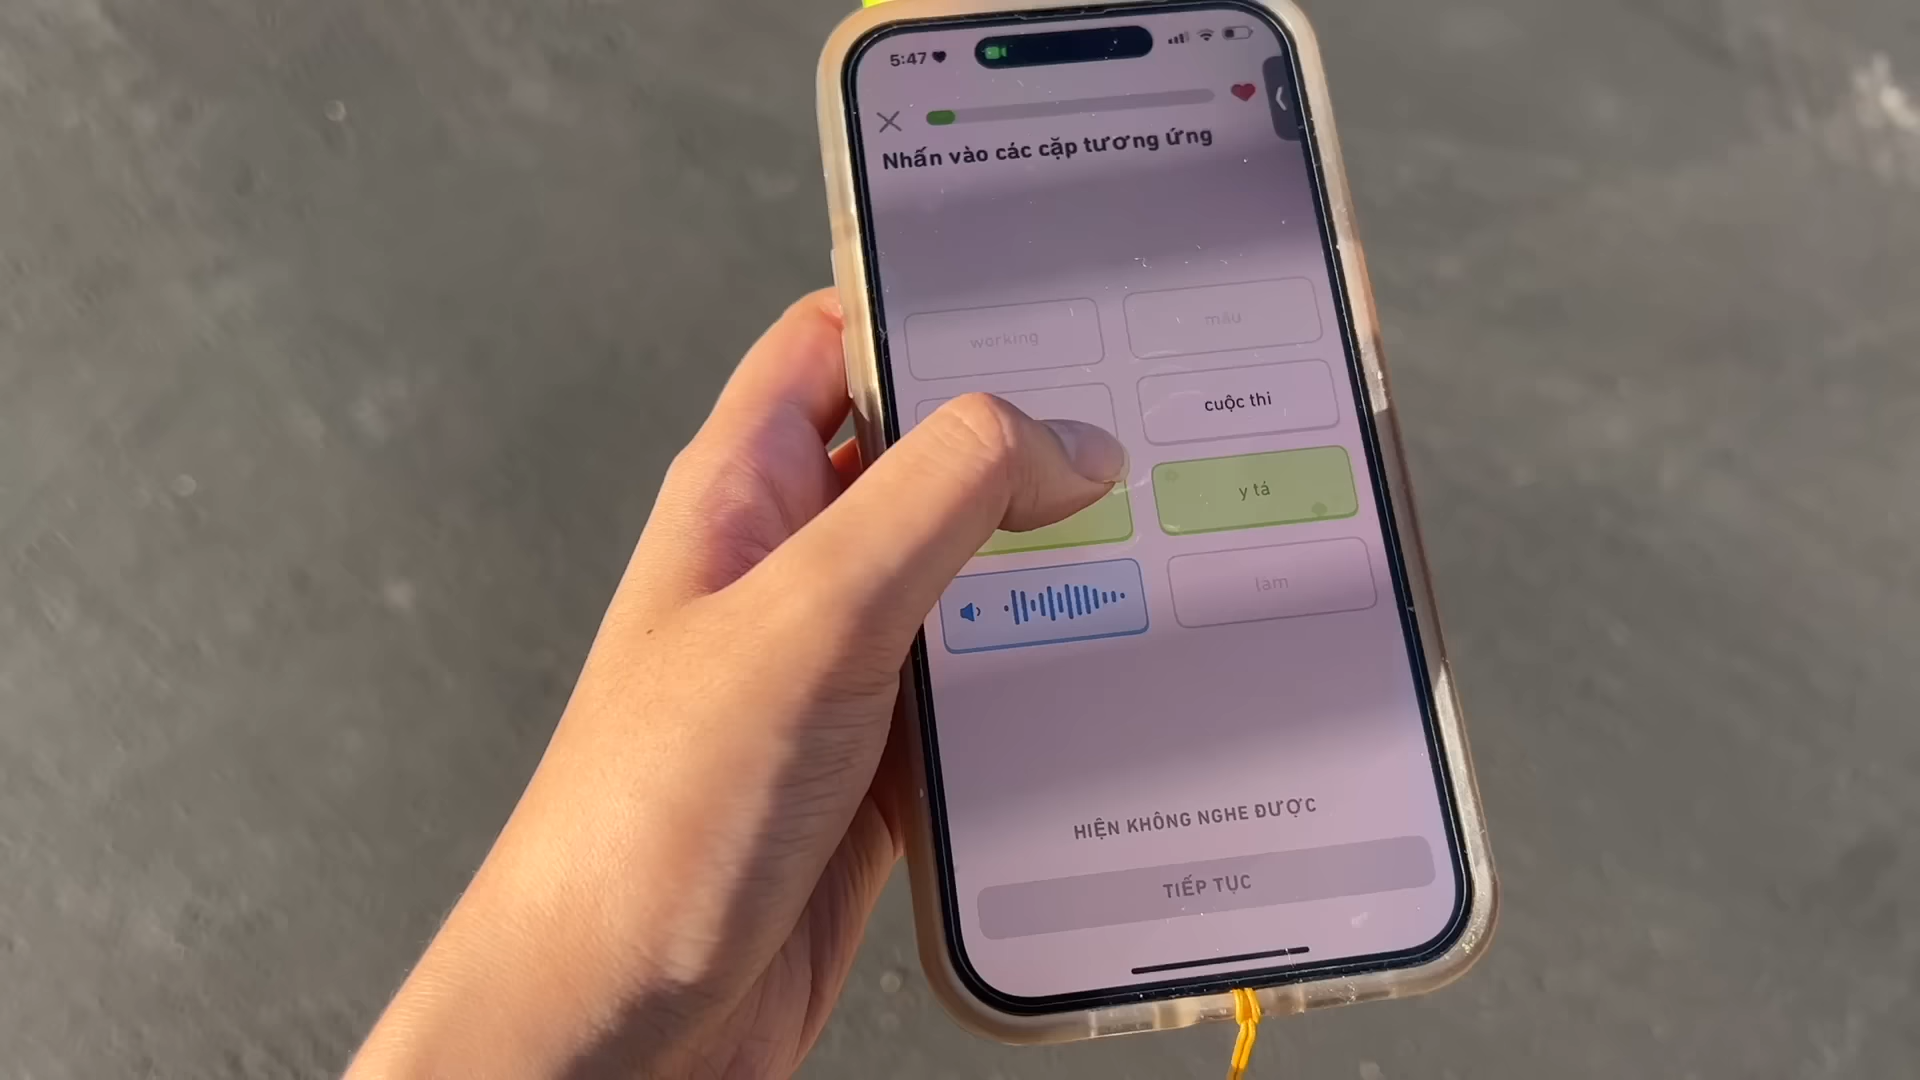 5:47
Nhấn vào các cặp tương ứng
working
mẫu
cuộc thi
y tá
làm
HIỆN KHÔNG NGHE ĐƯỢC
TIẾP TỤC